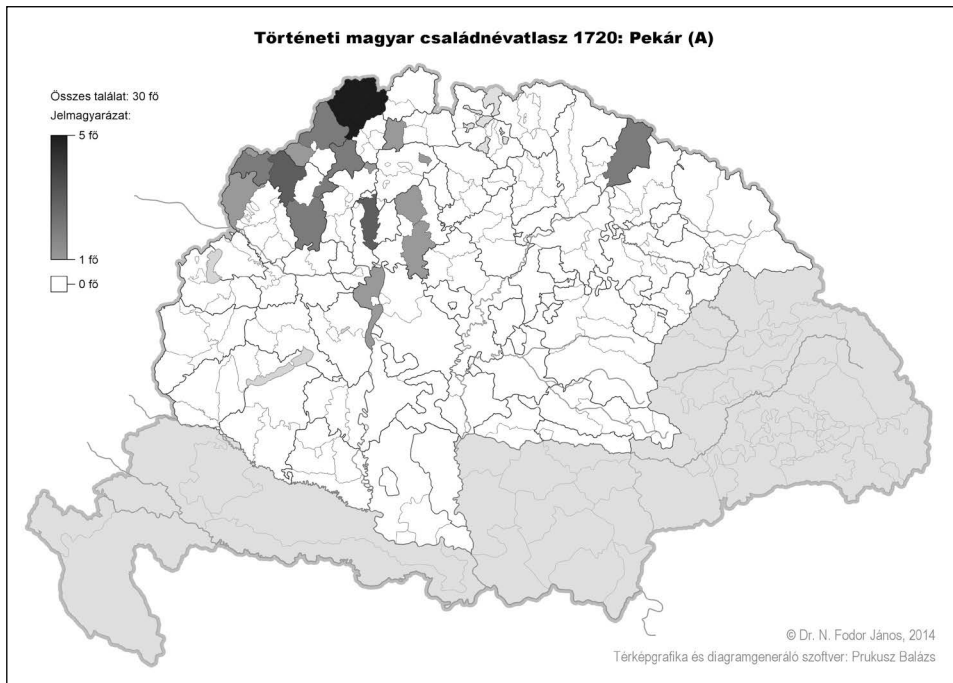 Történeti magyar családnévatlasz 1720: Pekár (A)
Összes találat: 30 fő
Jelmagyarázat:
5 fő
1 fő
0 fő
© Dr. N. Fodor János, 2014
Térképgrafika és diagramgeneráló szoftver: Prukusz Balázs